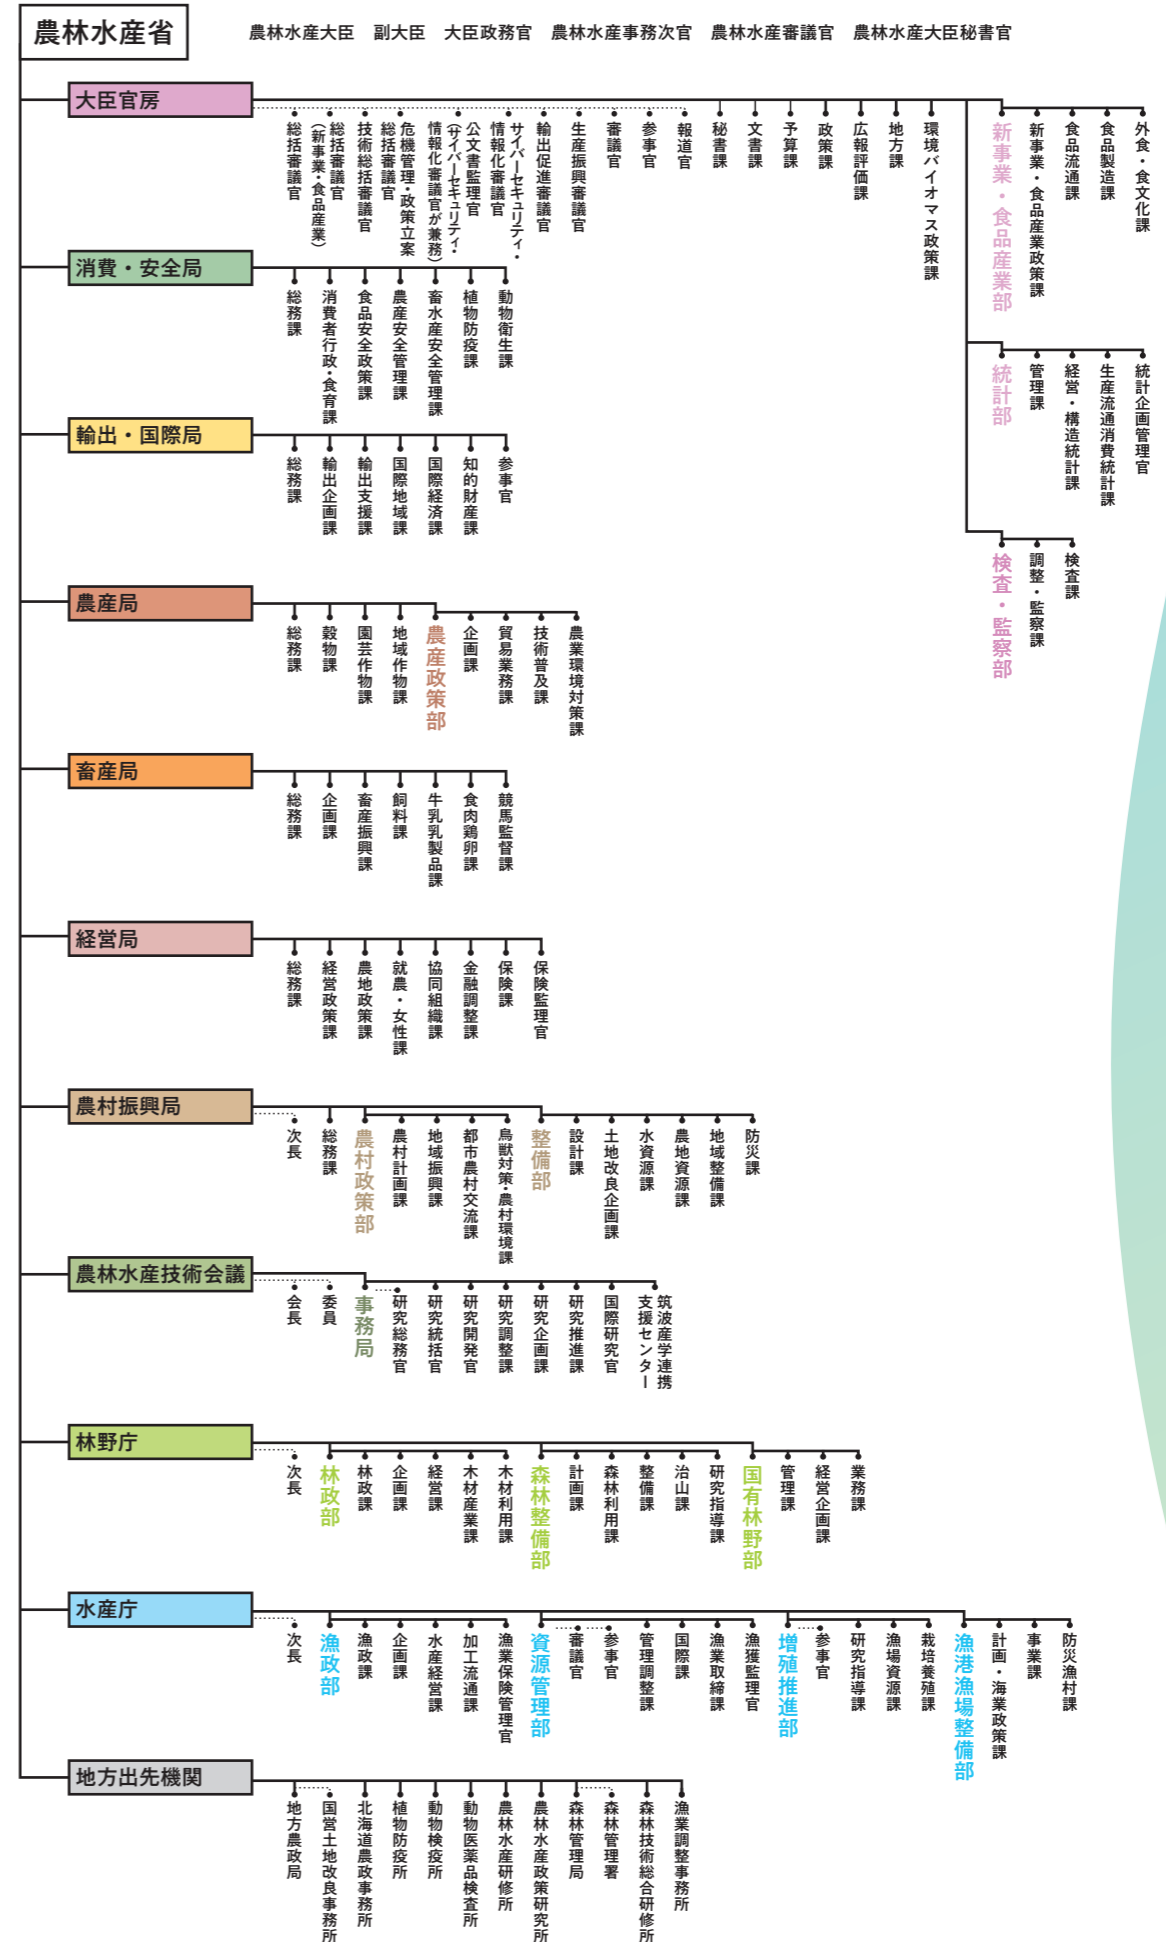 農林水産省
農林水産大臣　副大臣　大臣政務官　農林水産事務次官　農林水産審議官　農林水産大臣秘書官
大臣官房
総括審議官
総括審議官
（新事業・食品産業）
技術総括審議官
危機管理・政策立案
総括審議官
公文書監理官
（サイバーセキュリティ・
情報化審議官が兼務）
サイバーセキュリティ・
情報化審議官
輸出促進審議官
生産振興審議官
審議官
参事官
報道官
秘書課
文書課
予算課
政策課
広報評価課
地方課
環境バイオマス政策課
新事業・食品産業部
新事業・食品産業政策課
食品流通課
食品製造課
外食・食文化課
統計部
管理課
経営・構造統計課
生産流通消費統計課
統計企画管理官
検査・監察部
調整・監察課
検査課
消費・安全局
総務課
消費者行政・食育課
食品安全政策課
農産安全管理課
畜水産安全管理課
植物防疫課
動物衛生課
輸出・国際局
総務課
輸出企画課
輸出支援課
国際地域課
国際経済課
知的財産課
参事官
農産局
総務課
穀物課
園芸作物課
地域作物課
農産政策部
企画課
貿易業務課
技術普及課
農業環境対策課
畜産局
総務課
企画課
畜産振興課
飼料課
牛乳乳製品課
食肉鶏卵課
競馬監督課
経営局
総務課
経営政策課
農地政策課
就農・女性課
協同組織課
金融調整課
保険課
保険監理官
農村振興局
次長
総務課
農村政策部
農村計画課
地域振興課
都市農村交流課
鳥獣対策・農村環境課
整備部
設計課
土地改良企画課
水資源課
農地資源課
地域整備課
防災課
農林水産技術会議
会長
委員
事務局
研究総務官
研究統括官
研究開発官
研究調整課
研究企画課
研究推進課
国際研究官
筑波産学連携
支援センター
林野庁
次長
林政部
林政課
企画課
経営課
木材産業課
木材利用課
森林整備部
計画課
森林利用課
整備課
治山課
研究指導課
国有林野部
管理課
経営企画課
業務課
水産庁
次長
漁政部
漁政課
企画課
水産経営課
加工流通課
漁業保険管理官
資源管理部
審議官
参事官
管理調整課
国際課
漁業取締課
漁獲監理官
増殖推進部
参事官
研究指導課
漁場資源課
栽培養殖課
漁港漁場整備部
計画・海業政策課
事業課
防災漁村課
地方出先機関
地方農政局
国営土地改良事務所
北海道農政事務所
植物防疫所
動物検疫所
動物医薬品検査所
農林水産研修所
農林水産政策研究所
森林管理局
森林管理署
森林技術総合研修所
漁業調整事務所